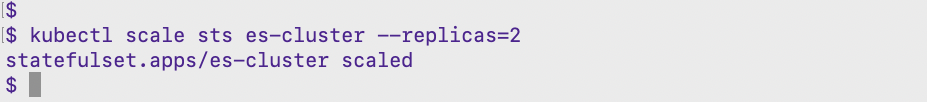 $
$ kubectl scale sts es-cluster --replicas=2
statefulset.apps/es-cluster scaled
$